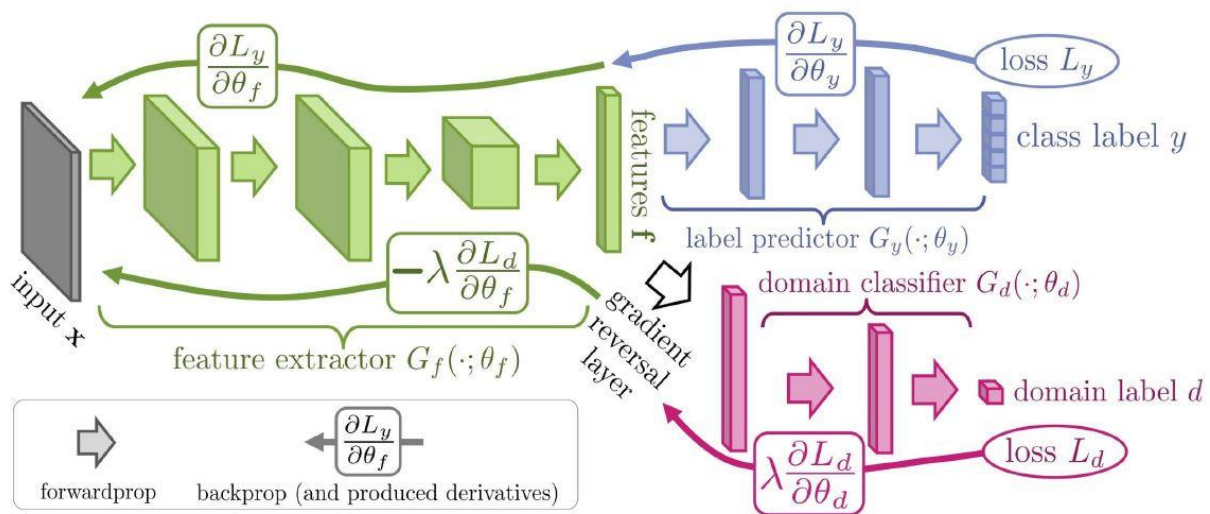 ∂L_y/∂θ_f
∂L_y/∂θ_y
loss L_y
features f
class label y
label predictor G_y(·; θ_y)
input x
−λ ∂L_d/∂θ_f
feature extractor G_f(·; θ_f)
gradient
reversal
layer
domain classifier G_d(·; θ_d)
domain label d
λ ∂L_d/∂θ_d
loss L_d
forwardprop
∂L_y/∂θ_f
backprop (and produced derivatives)